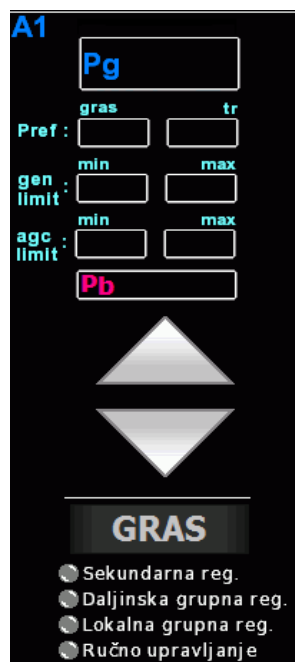 A1
Pg
gras tr
Pref :
min max
gen limit :
min max
agc limit :
Pb
GRAS
Sekundarna reg.
Daljinska grupna reg.
Lokalna grupna reg.
Ručno upravljanje